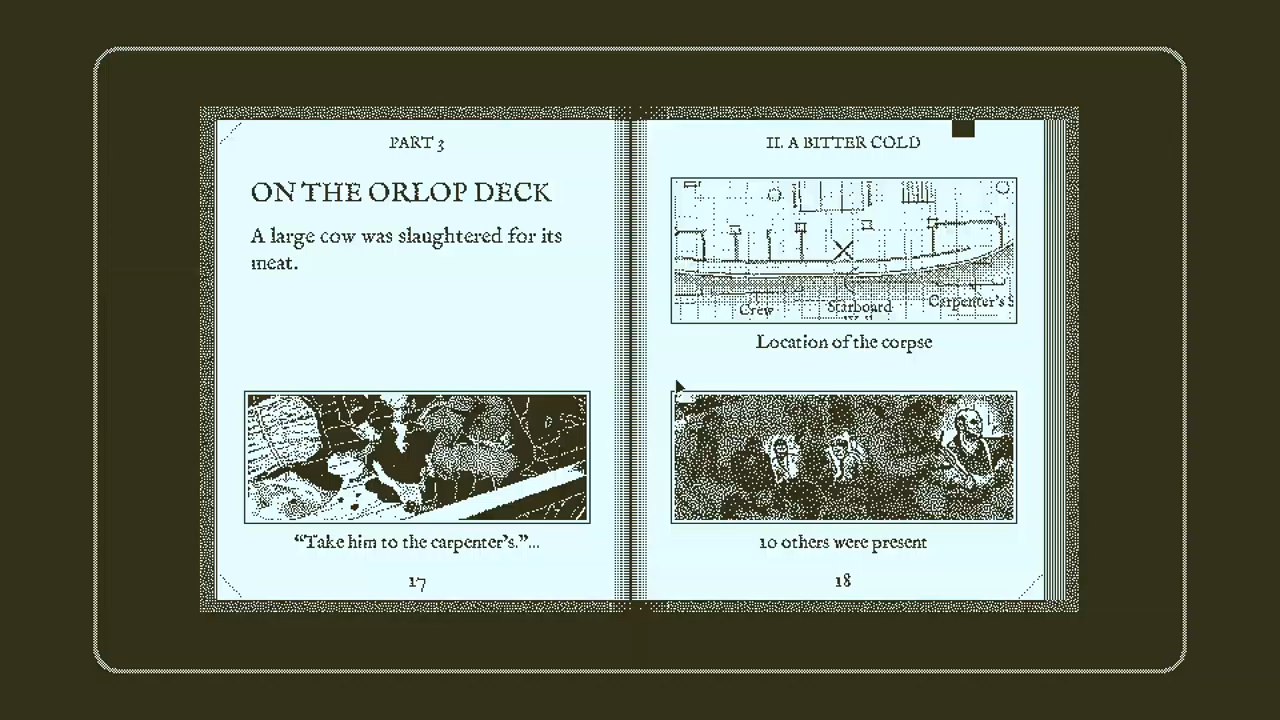 PART 3
ON THE ORLOP DECK
A large cow was slaughtered for its
meat.
“Take him to the carpenter's.”...
17
II. A BITTER COLD
Crew
Starboard
Carpenter's S
Location of the corpse
10 others were present
18